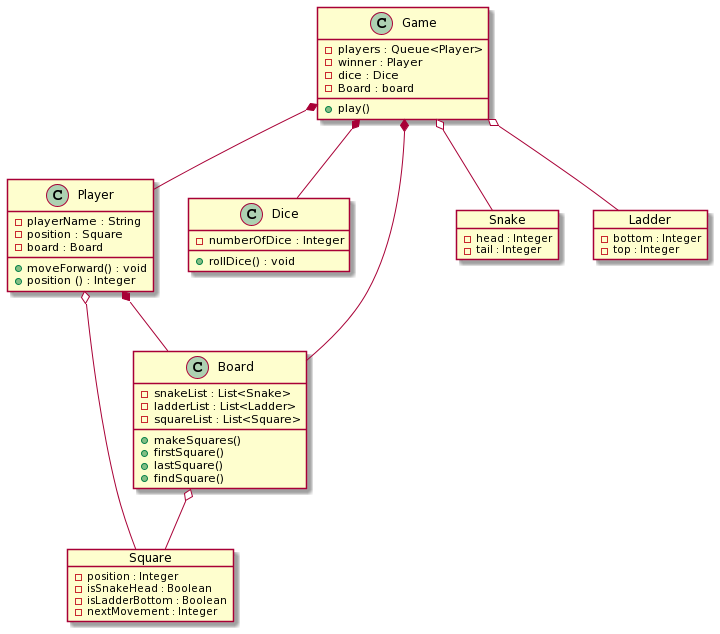 C Game
players : Queue<Player>
winner : Player
dice : Dice
Board : board
play()
C Player
playerName : String
position : Square
board : Board
moveForward() : void
position () : Integer
C Dice
numberOfDice : Integer
rollDice() : void
Snake
head : Integer
tail : Integer
Ladder
bottom : Integer
top : Integer
C Board
snakeList : List<Snake>
ladderList : List<Ladder>
squareList : List<Square>
makeSquares()
firstSquare()
lastSquare()
findSquare()
Square
position : Integer
isSnakeHead : Boolean
isLadderBottom : Boolean
nextMovement : Integer